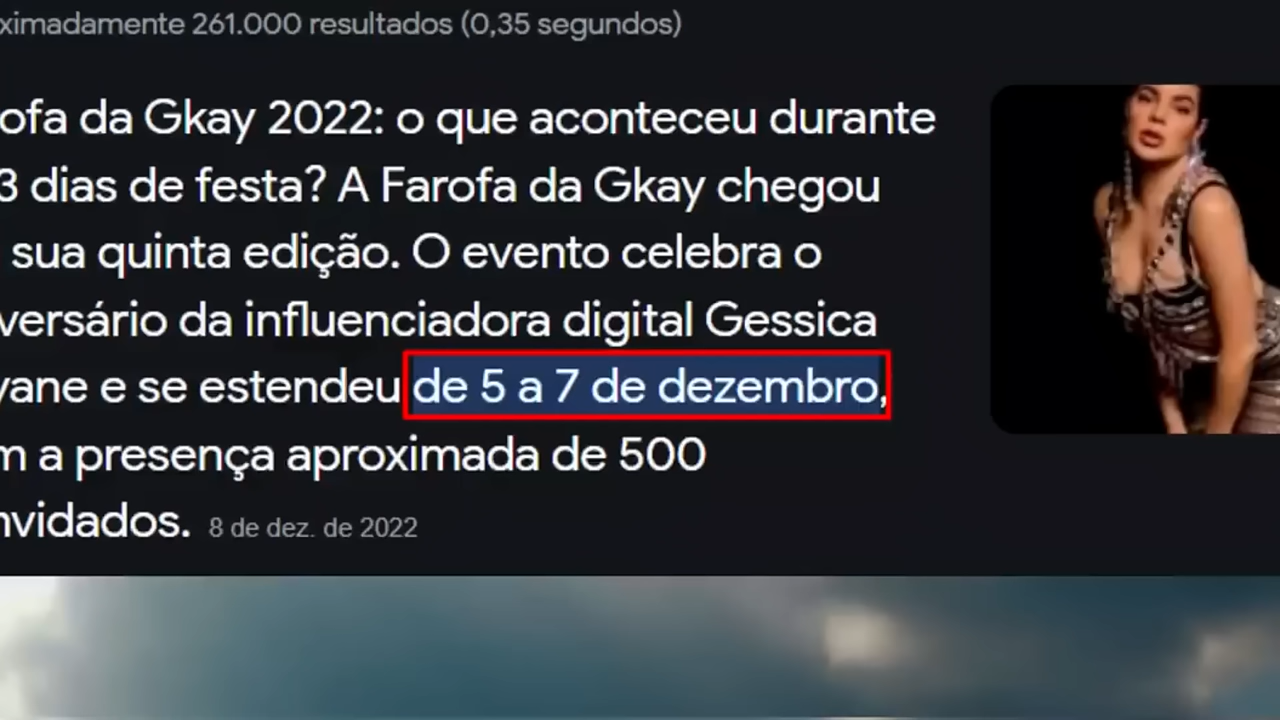 ximadamente 261.000 resultados (0,35 segundos)
ofa da Gkay 2022: o que aconteceu durante
3 dias de festa? A Farofa da Gkay chegou
sua quinta edição. O evento celebra o
versário da influenciadora digital Gessica
yane e se estendeu de 5 a 7 de dezembro,
m a presença aproximada de 500
nvidados. 8 de dez. de 2022